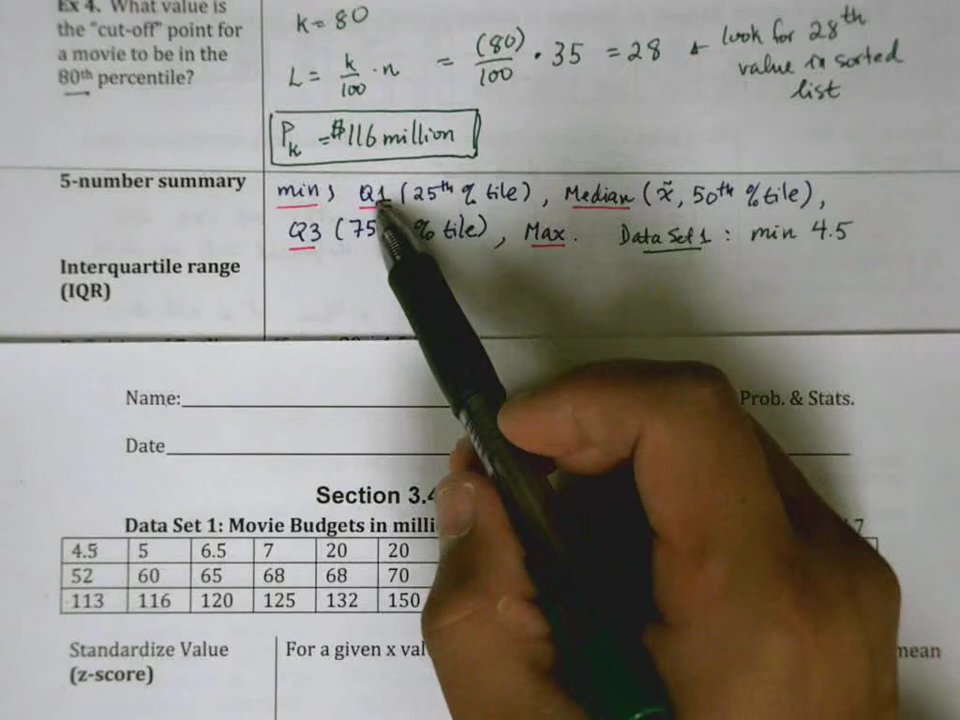 Ex 4. What value is
the "cut-off" point for
a movie to be in the
80th percentile?
k = 80
L = k/100 · n = (80)/100 · 35 = 28 ← look for 28th
value in sorted
list
Pk = $116 million
5-number summary
min, Q1 (25th % tile), Median (x̃, 50th % tile),
Q3 (75 % tile), Max. Data Set 1 : min 4.5
Interquartile range
(IQR)
Name: Prob. & Stats.
Date
Section 3.4
Data Set 1: Movie Budgets in milli
4.5 5 6.5 7 20 20
52 60 65 68 68 70
113 116 120 125 132 150
Standardize Value
(z-score)
For a given x val mean